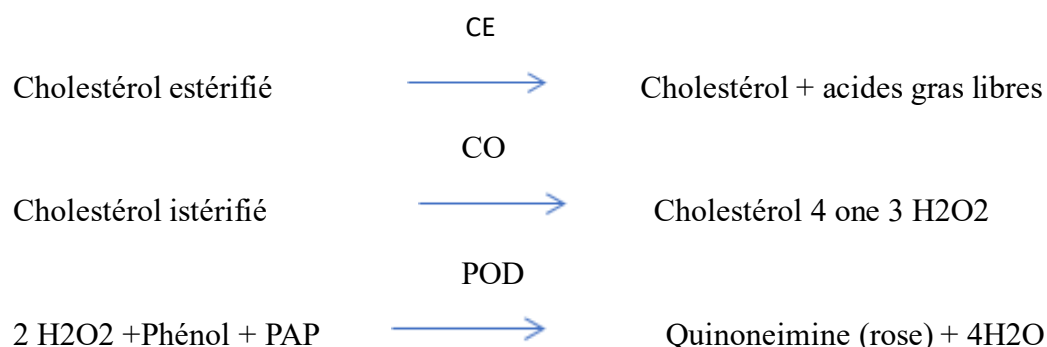 CE
Cholestérol estérifié Cholestérol + acides gras libres
CO
Cholestérol istérifié Cholestérol 4 one 3 H2O2
POD
2 H2O2 +Phénol + PAP Quinoneimine (rose) + 4H2O